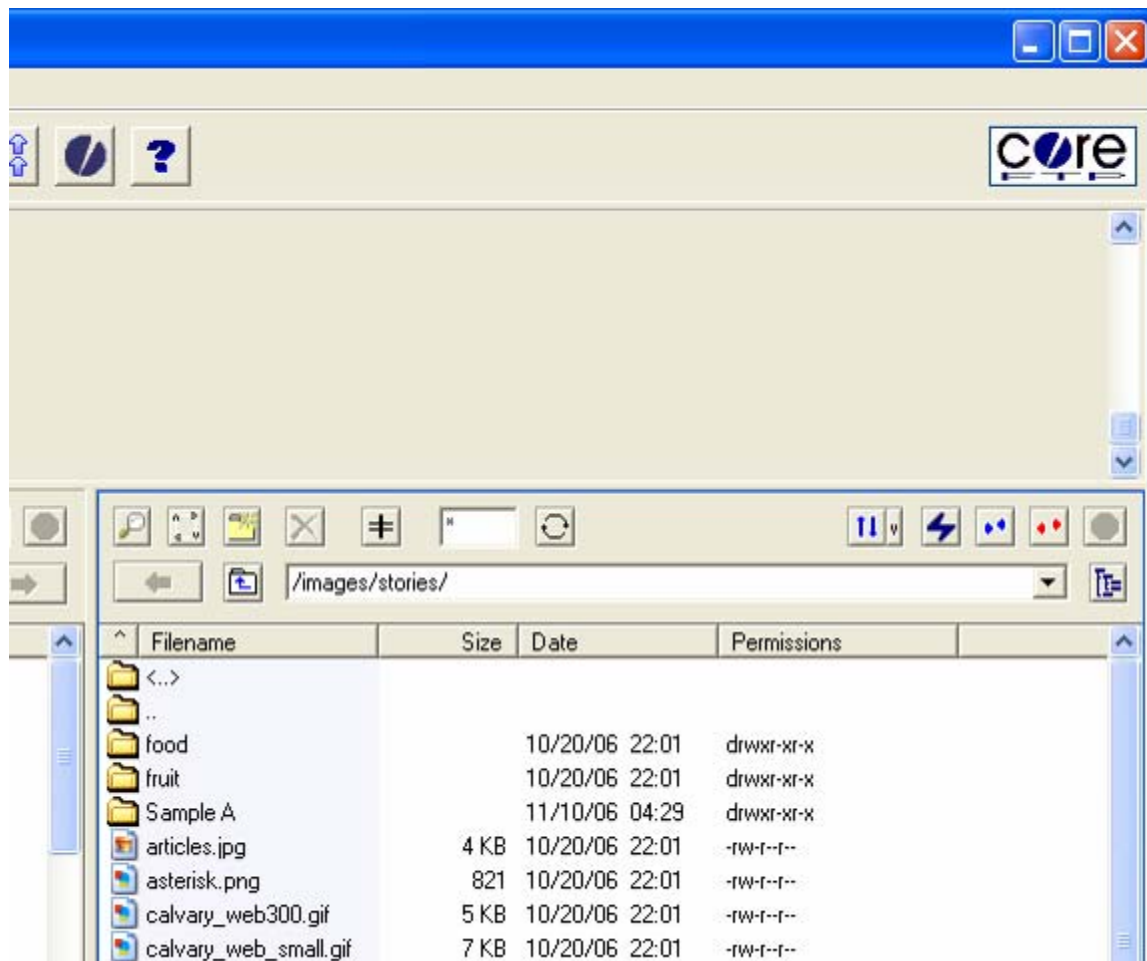 ?
core
*
/images/stories/
^ Filename Size Date Permissions
<..>
..
food 10/20/06 22:01 drwxr-xr-x
fruit 10/20/06 22:01 drwxr-xr-x
Sample A 11/10/06 04:29 drwxr-xr-x
articles.jpg 4 KB 10/20/06 22:01 -rw-r--r--
asterisk.png 821 10/20/06 22:01 -rw-r--r--
calvary_web300.gif 5 KB 10/20/06 22:01 -rw-r--r--
calvary_web_small.gif 7 KB 10/20/06 22:01 -rw-r--r--